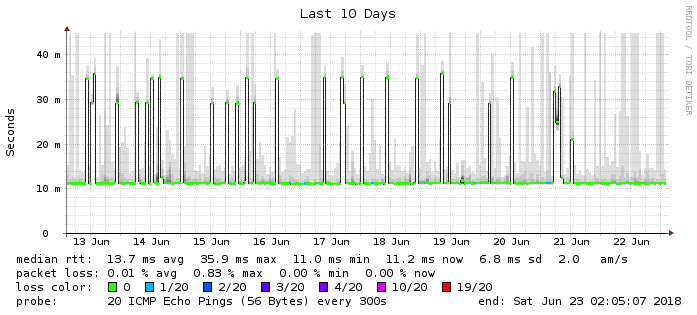 Last 10 Days
RRDTOOL / TOBI OETIKER
Seconds
40 m
30 m
20 m
10 m
0
13 Jun 14 Jun 15 Jun 16 Jun 17 Jun 18 Jun 19 Jun 20 Jun 21 Jun 22 Jun
median rtt: 13.7 ms avg 35.9 ms max 11.0 ms min 11.2 ms now 6.8 ms sd 2.0 am/s
packet loss: 0.01 % avg 0.83 % max 0.00 % min 0.00 % now
loss color: 0 1/20 2/20 3/20 4/20 10/20 19/20
probe: 20 ICMP Echo Pings (56 Bytes) every 300s end: Sat Jun 23 02:05:07 2018